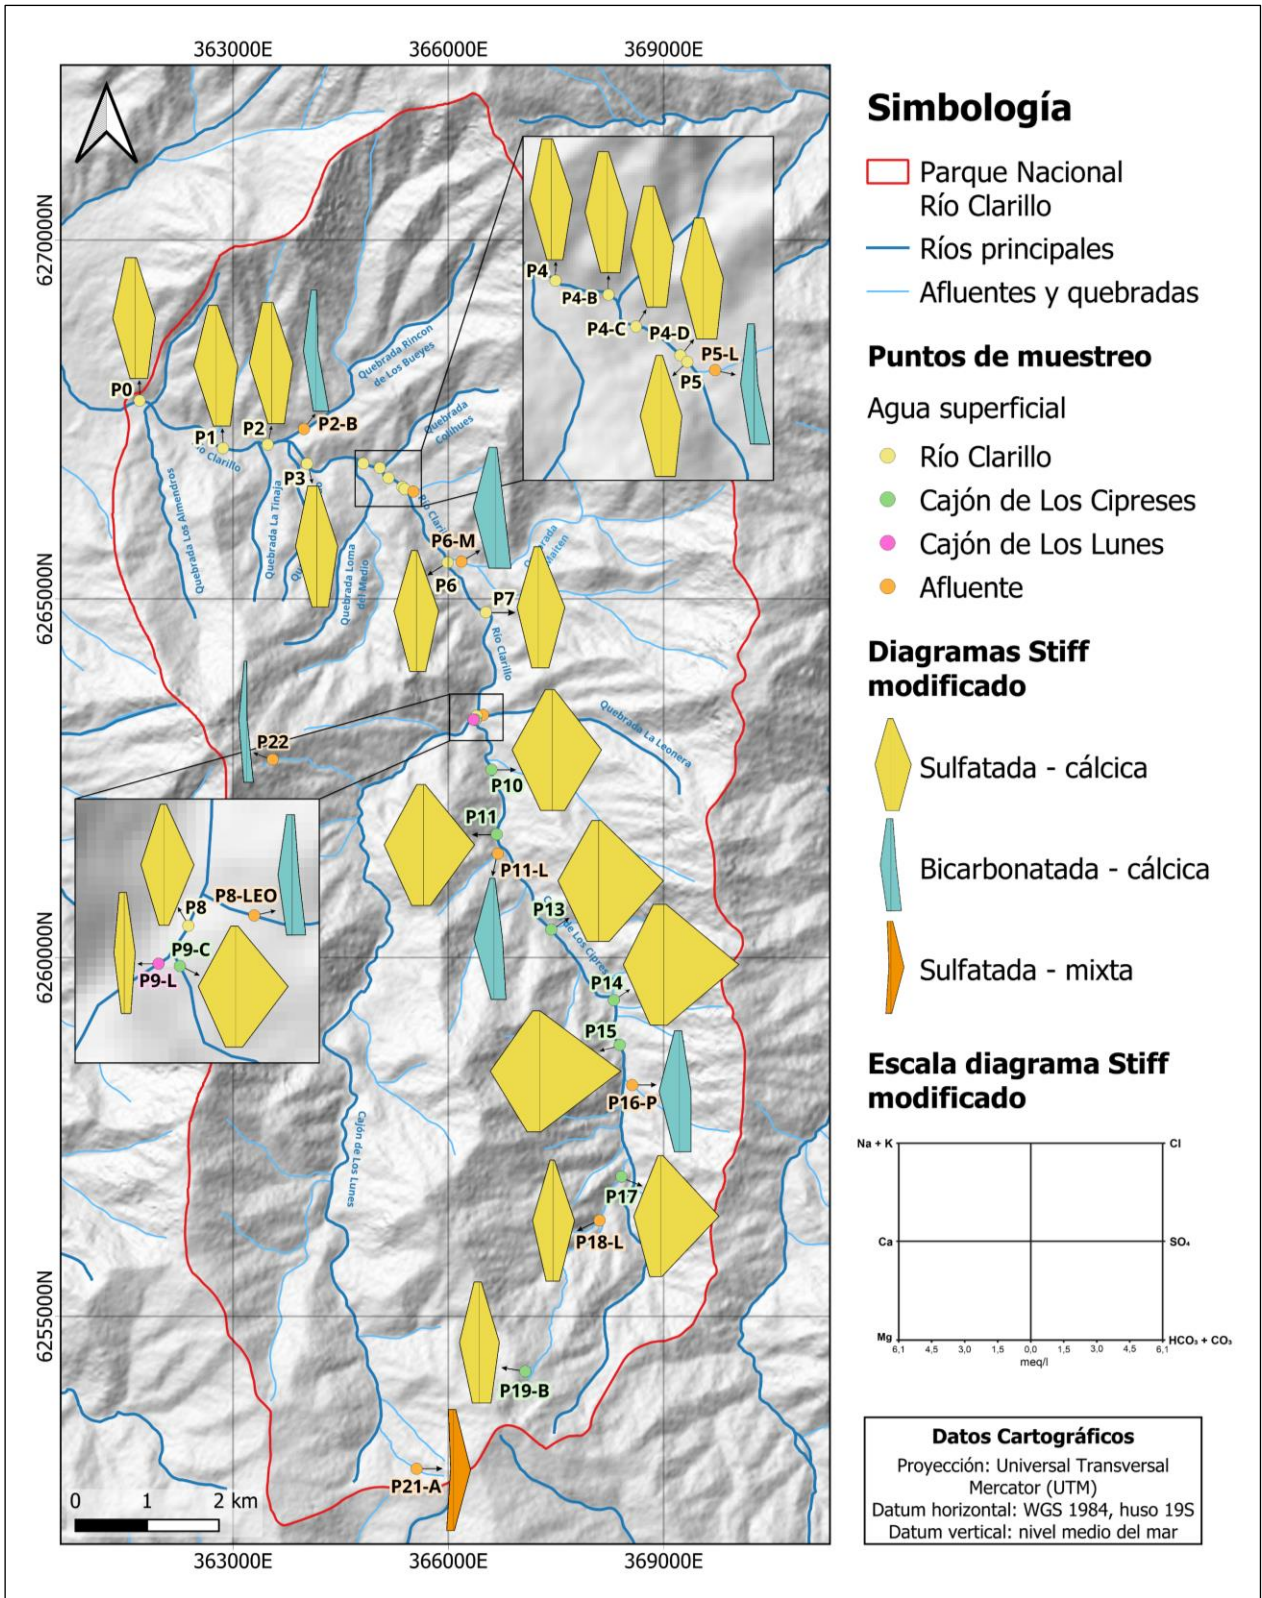 363000E
366000E
369000E
6270000N
6265000N
6260000N
6255000N
P4
P4-B
P4-C
P4-D
P5-L
P5
P0
P1
P2
P2-B
P3
Río Clarillo
Quebrada Rincon
de Los Bueyes
Quebrada
Colihues
Quebrada Los Almendros
Quebrada La Tinaja
Quebrada Loma
del Medio
P6-M
P6
P7
Río Clarillo
Quebrada La Leonera
P22
P10
P11
P11-L
P8
P8-LEO
P9-C
P9-L
P13
P14
P15
P16-P
P17
P18-L
Cajón de Los Lunes
P19-B
P21-A
0 1 2 km
363000E
366000E
369000E
Simbología
Parque Nacional
Río Clarillo
Ríos principales
Afluentes y quebradas
Puntos de muestreo
Agua superficial
Río Clarillo
Cajón de Los Cipreses
Cajón de Los Lunes
Afluente
Diagramas Stiff
modificado
Sulfatada - cálcica
Bicarbonatada - cálcica
Sulfatada - mixta
Escala diagrama Stiff
modificado
Na + K
Cl
Ca
SO₄
Mg
HCO₃ + CO₃
6,1 4,5 3,0 1,5 0,0 1,5 3,0 4,5 6,1
meq/l
Datos Cartográficos
Proyección: Universal Transversal
Mercator (UTM)
Datum horizontal: WGS 1984, huso 19S
Datum vertical: nivel medio del mar